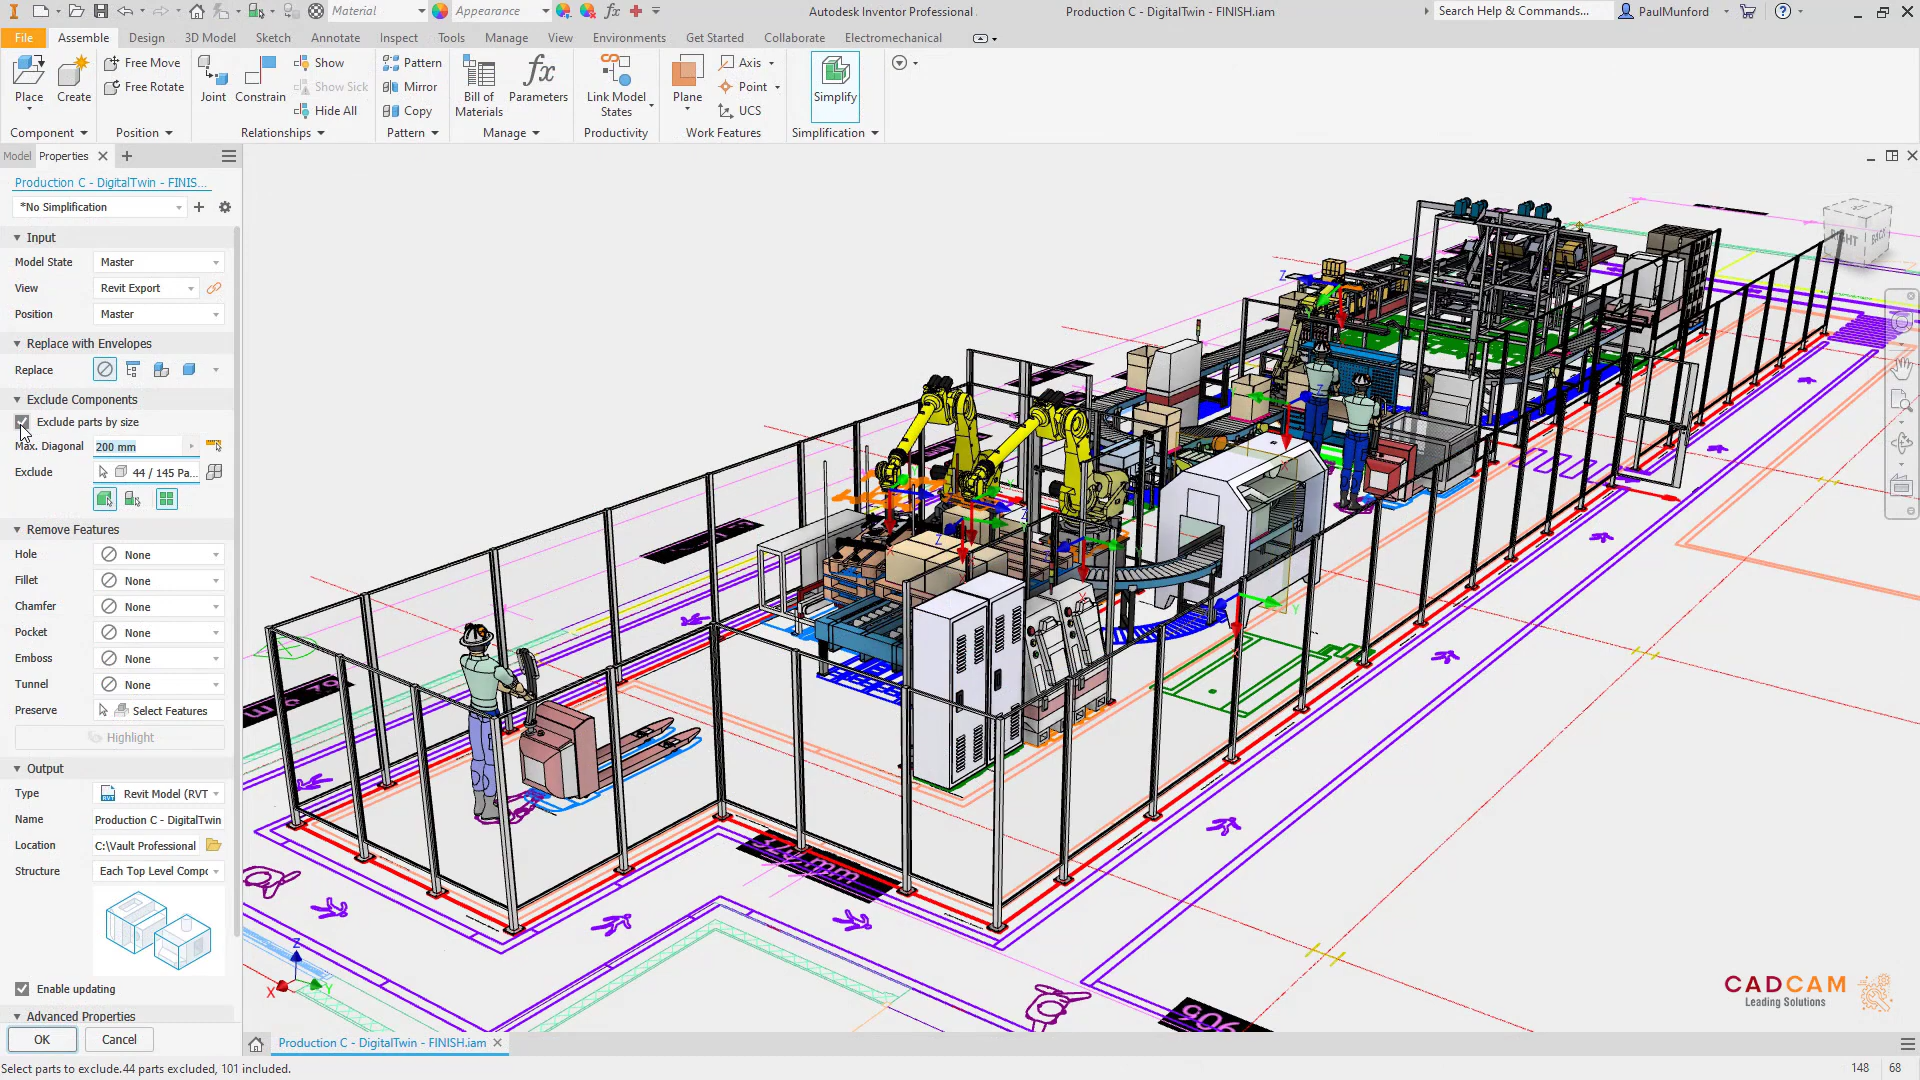 Material
Appearance
Autodesk Inventor Professional
Production C - DigitalTwin - FINISH.iam
Search Help & Commands...
PaulMunford
File
Assemble
Design
3D Model
Sketch
Annotate
Inspect
Tools
Manage
View
Environments
Get Started
Collaborate
Electromechanical
Place
Create
Free Move
Free Rotate
Joint
Constrain
Show
Show Sick
Hide All
Pattern
Mirror
Copy
Bill of
Materials
Parameters
Link Model
States
Plane
Axis
Point
UCS
Simplify
Component
Position
Relationships
Pattern
Manage
Productivity
Work Features
Simplification
Model
Properties
Production C - DigitalTwin - FINIS...
*No Simplification
Input
Model State
Master
View
Revit Export
Position
Master
Replace with Envelopes
Replace
Exclude Components
Exclude parts by size
Max. Diagonal
200 mm
Exclude
44 / 145 Pa...
Remove Features
Hole
None
Fillet
None
Chamfer
None
Pocket
None
Emboss
None
Tunnel
None
Preserve
Select Features
Highlight
Output
Type
Revit Model (RVT
Name
Production C - DigitalTwin
Location
C:\Vault Professional
Structure
Each Top Level Compo
Enable updating
Advanced Properties
OK
Cancel
RIGHT
BACK
Z
X
Y
CADCAM
Leading Solutions
Production C - DigitalTwin - FINISH.iam
Select parts to exclude.44 parts excluded, 101 included.
148
68